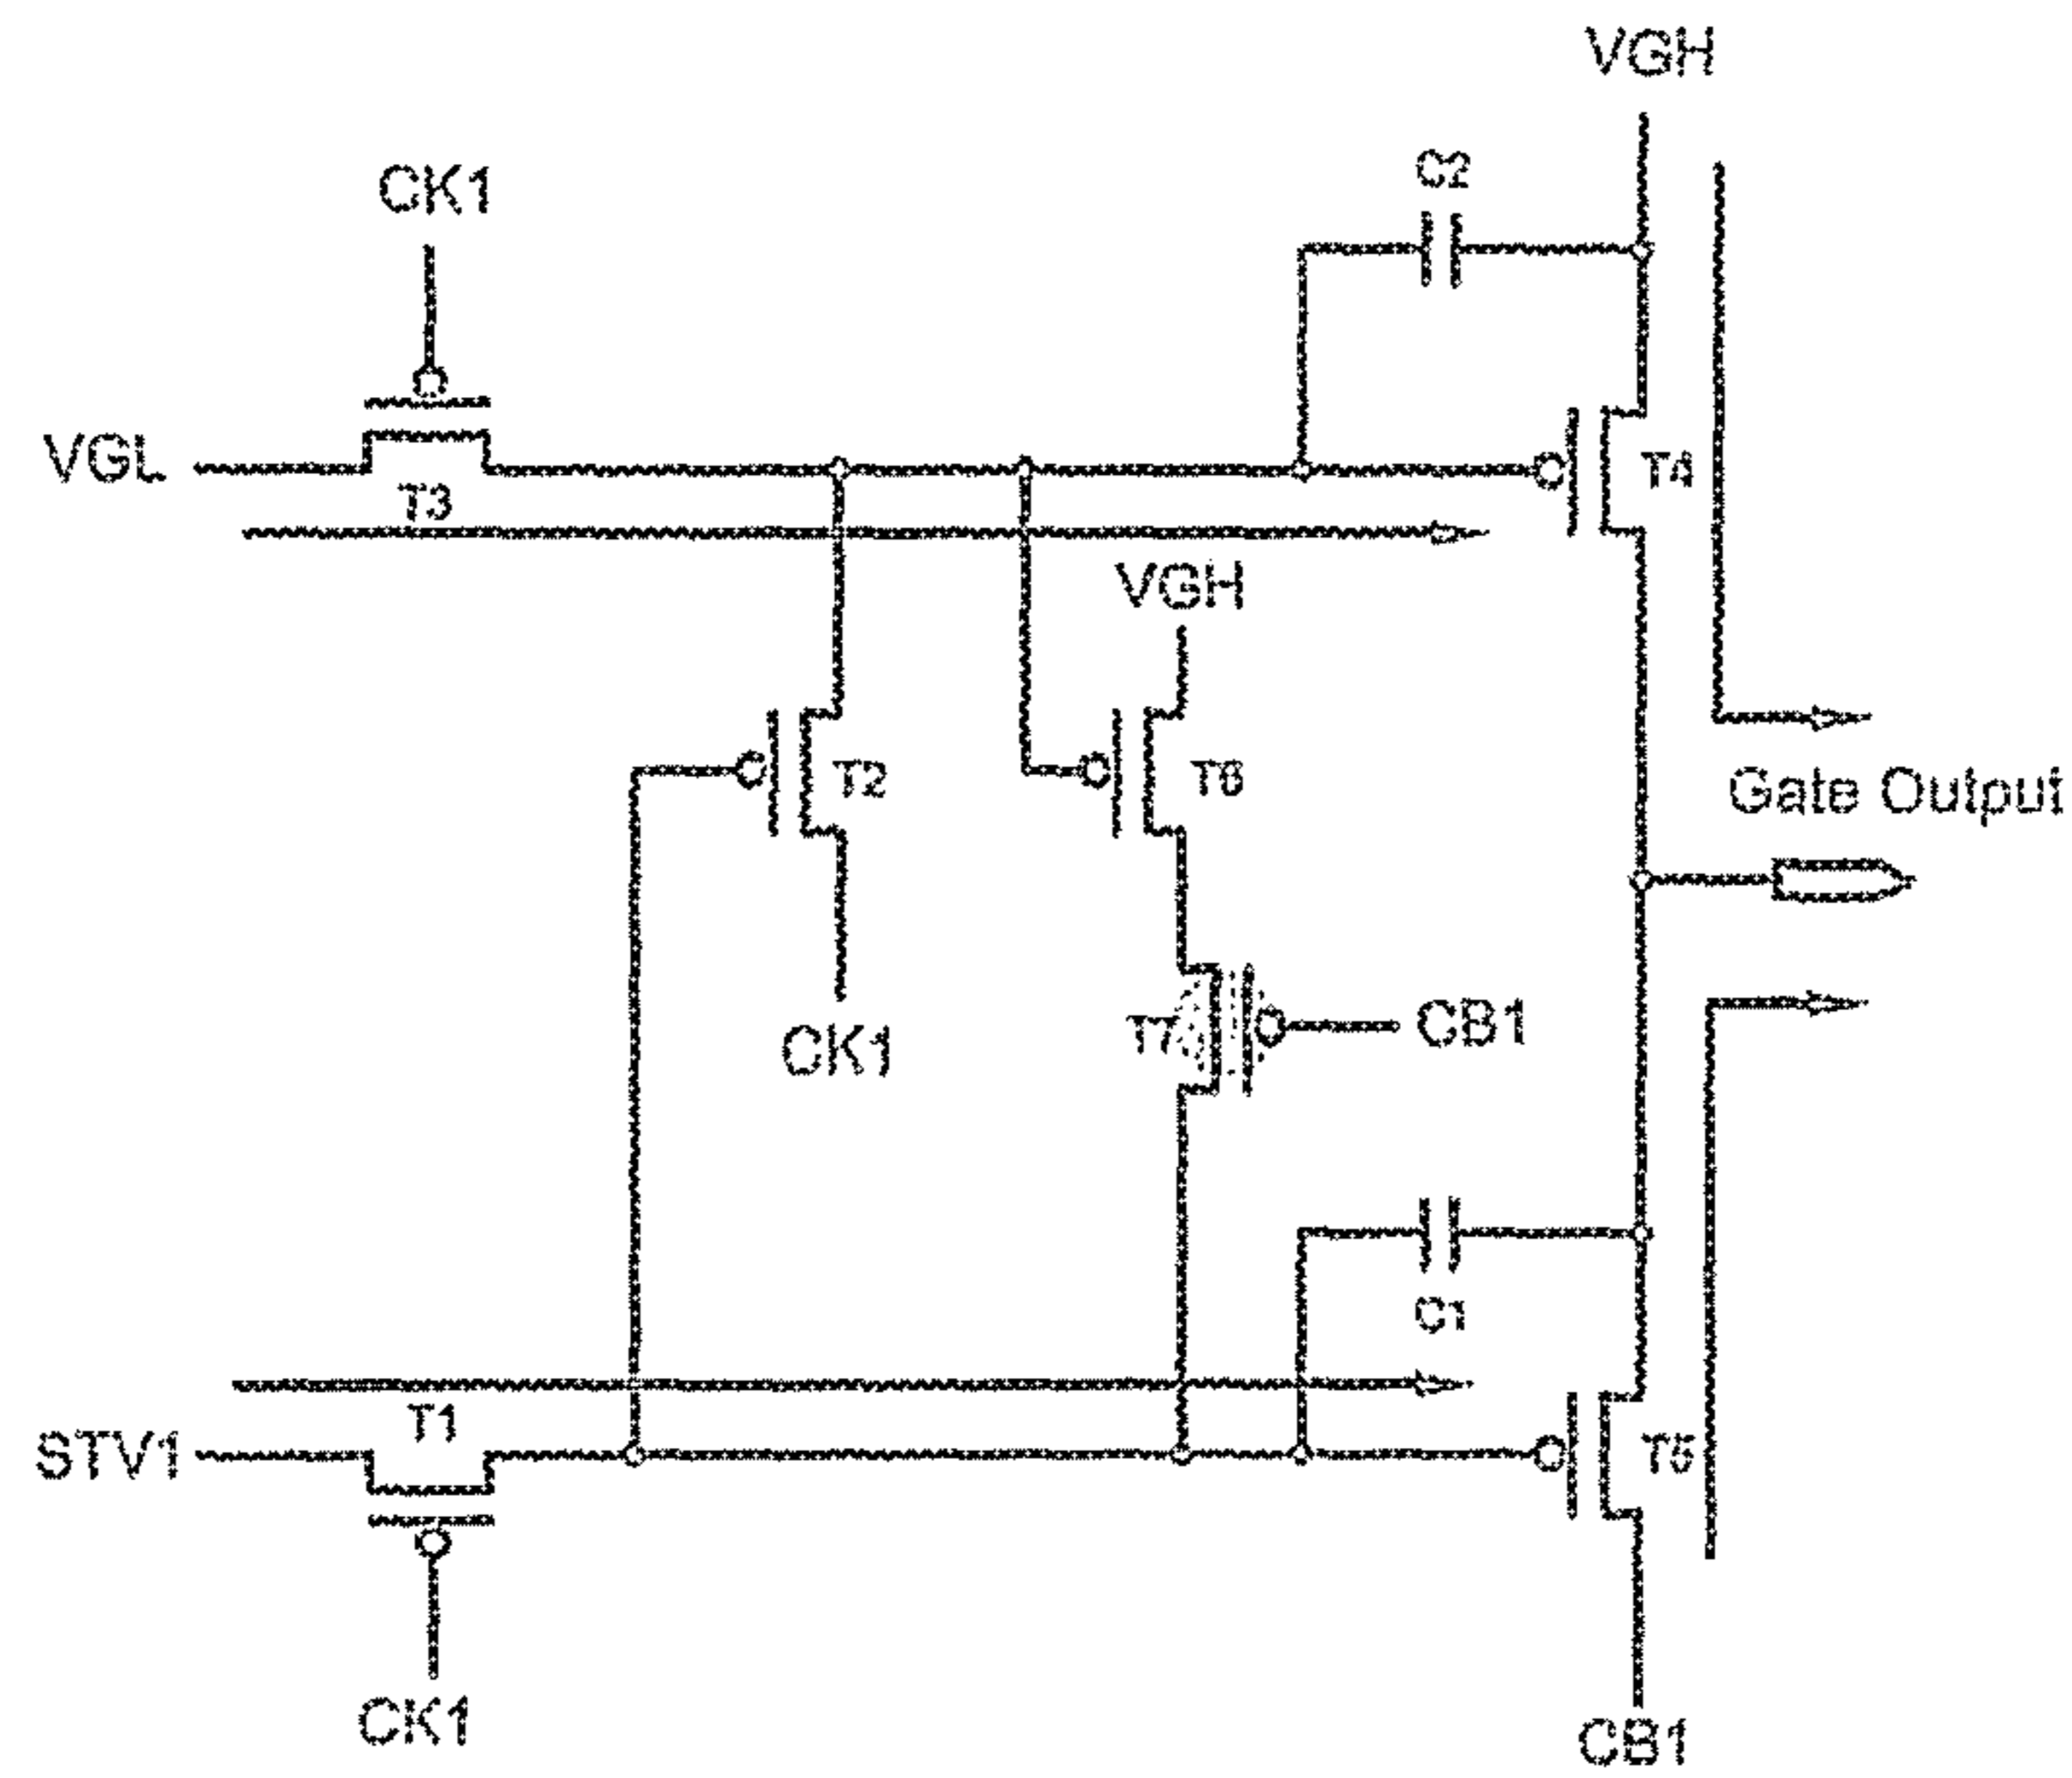 VGH
C2
CK1
VGL
T3
T4
VGH
T2
T6
Gate Output
CK1
T7
CB1
C1
T1
STV1
T5
CK1
CB1